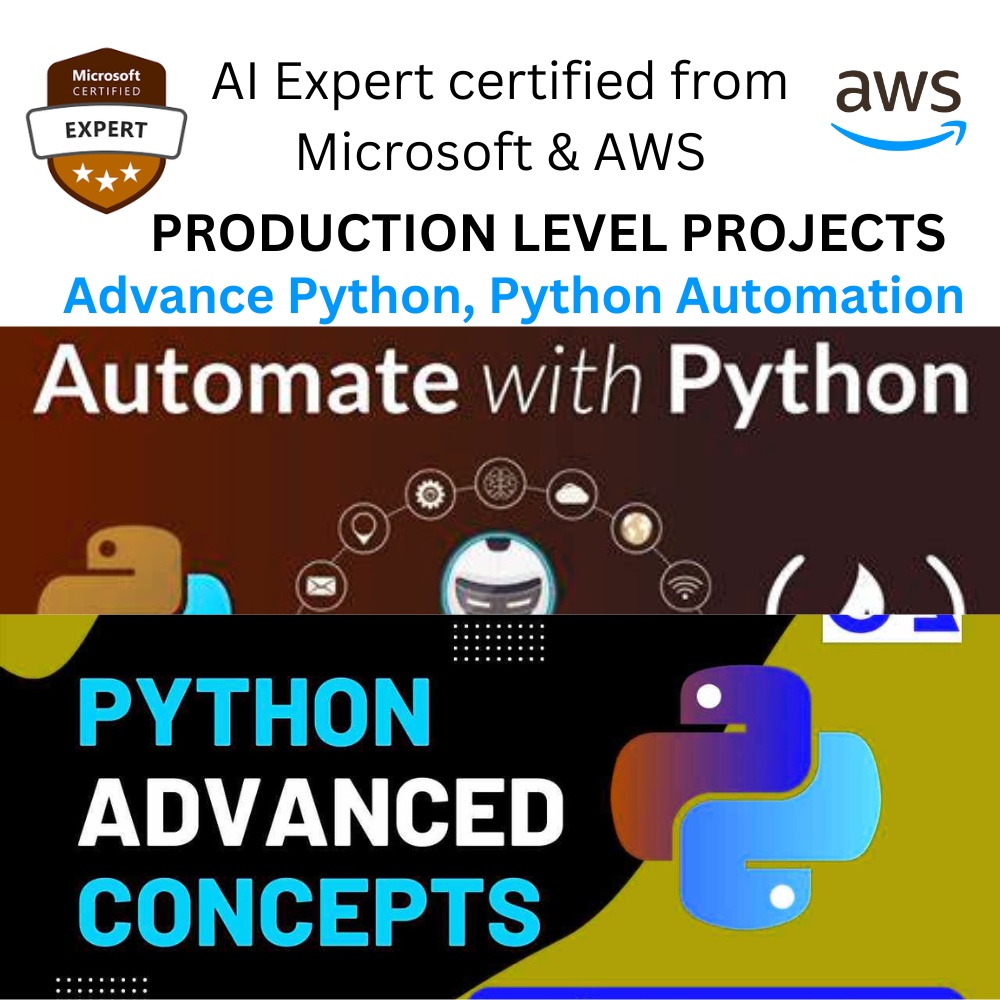 Microsoft
CERTIFIED
EXPERT
AI Expert certified from
Microsoft & AWS
aws
PRODUCTION LEVEL PROJECTS
Advance Python, Python Automation
Automate with Python
PYTHON
ADVANCED
CONCEPTS